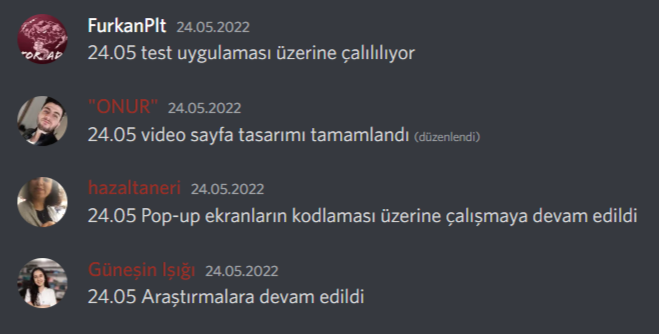 FurkanPlt 24.05.2022
24.05 test uygulaması üzerine çalılılıyor
"ONUR" 24.05.2022
24.05 video sayfa tasarımı tamamlandı (düzenlendi)
hazaltaneri 24.05.2022
24.05 Pop-up ekranların kodlaması üzerine çalışmaya devam edildi
Güneşin Işığı 24.05.2022
24.05 Araştırmalara devam edildi